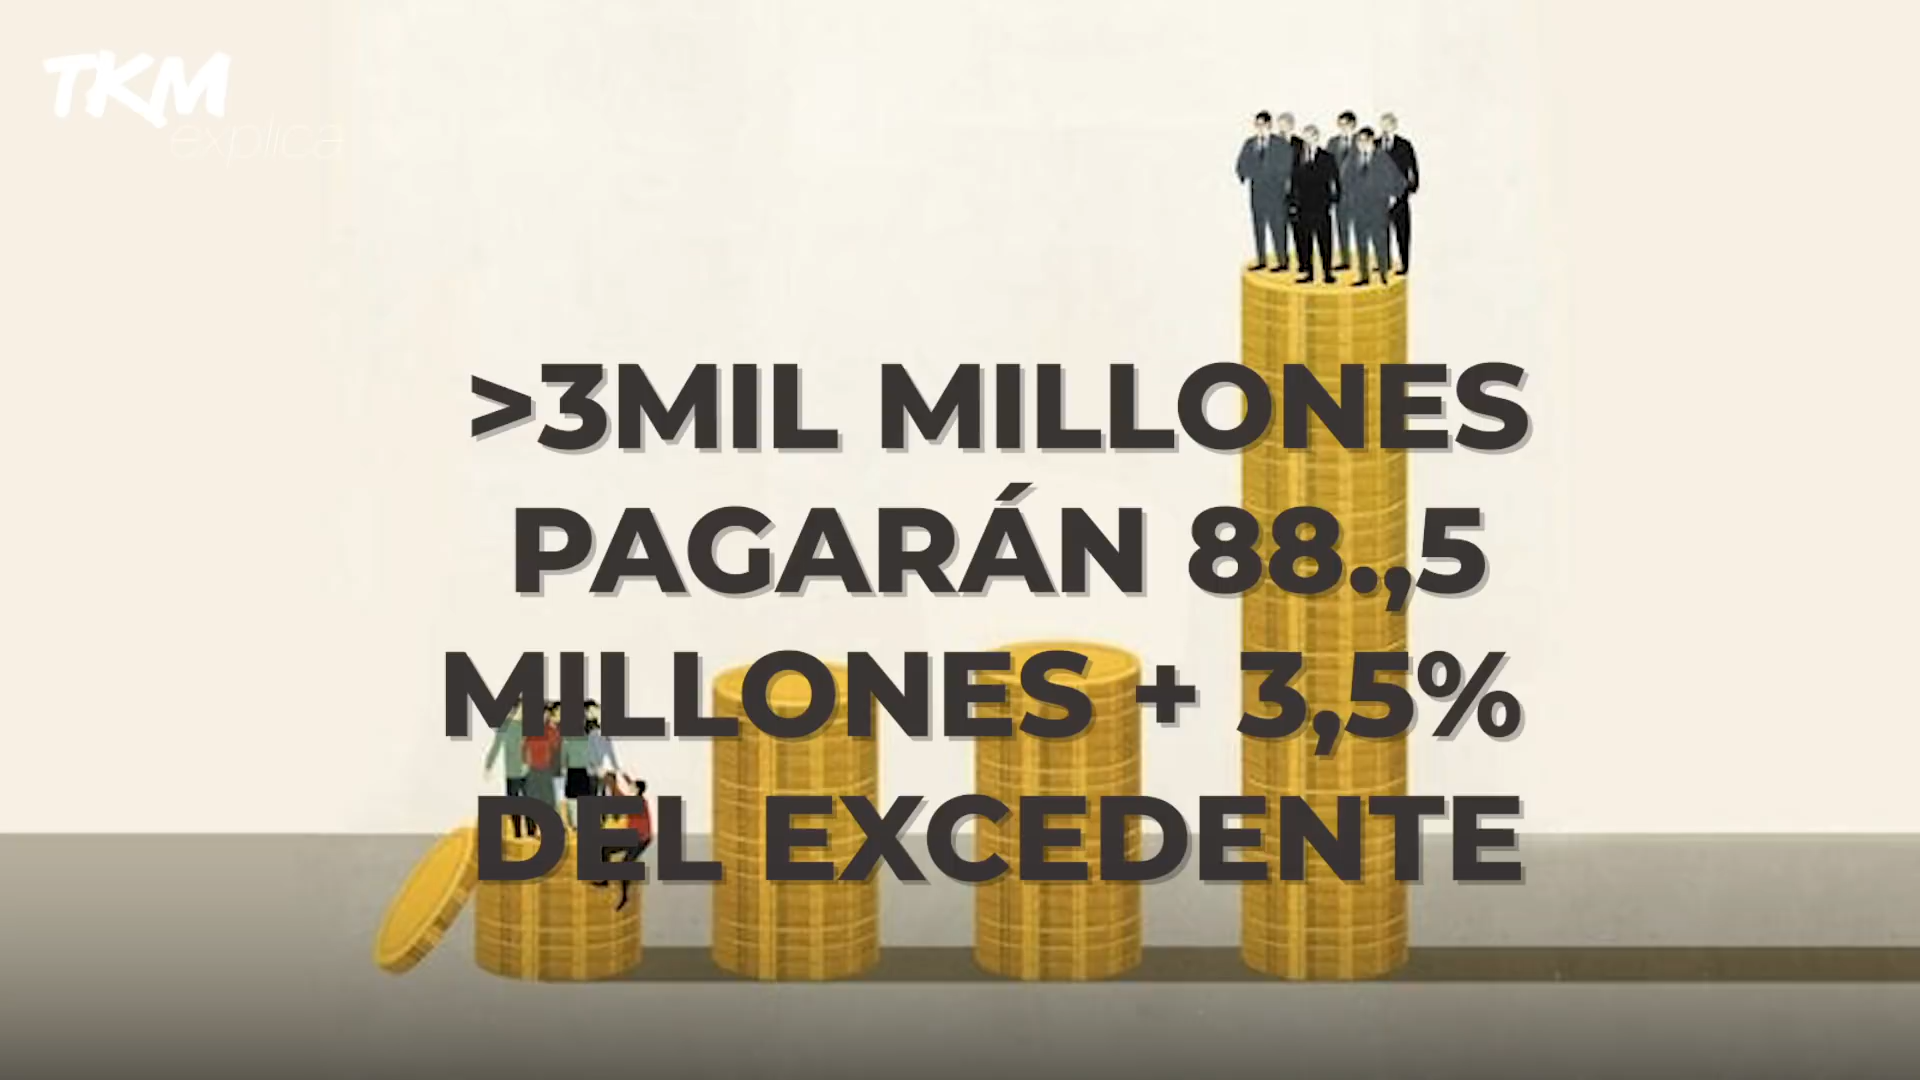 TKM
explica
>3MIL MILLONES
PAGARÁN 88.,5
MILLONES + 3,5%
DEL EXCEDENTE